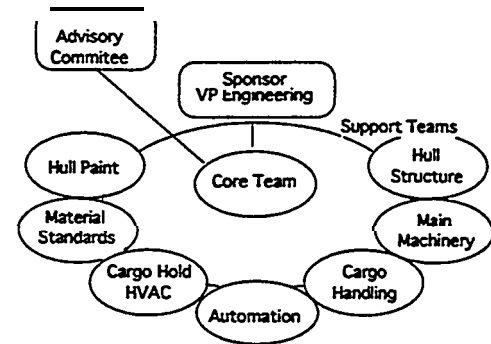 Advisory
Commitee
Sponsor
VP Engineering
Support Teams
Hull Paint
Core Team
Hull
Structure
Material
Standards
Main
Machinery
Cargo Hold
HVAC
Cargo
Handling
Automation